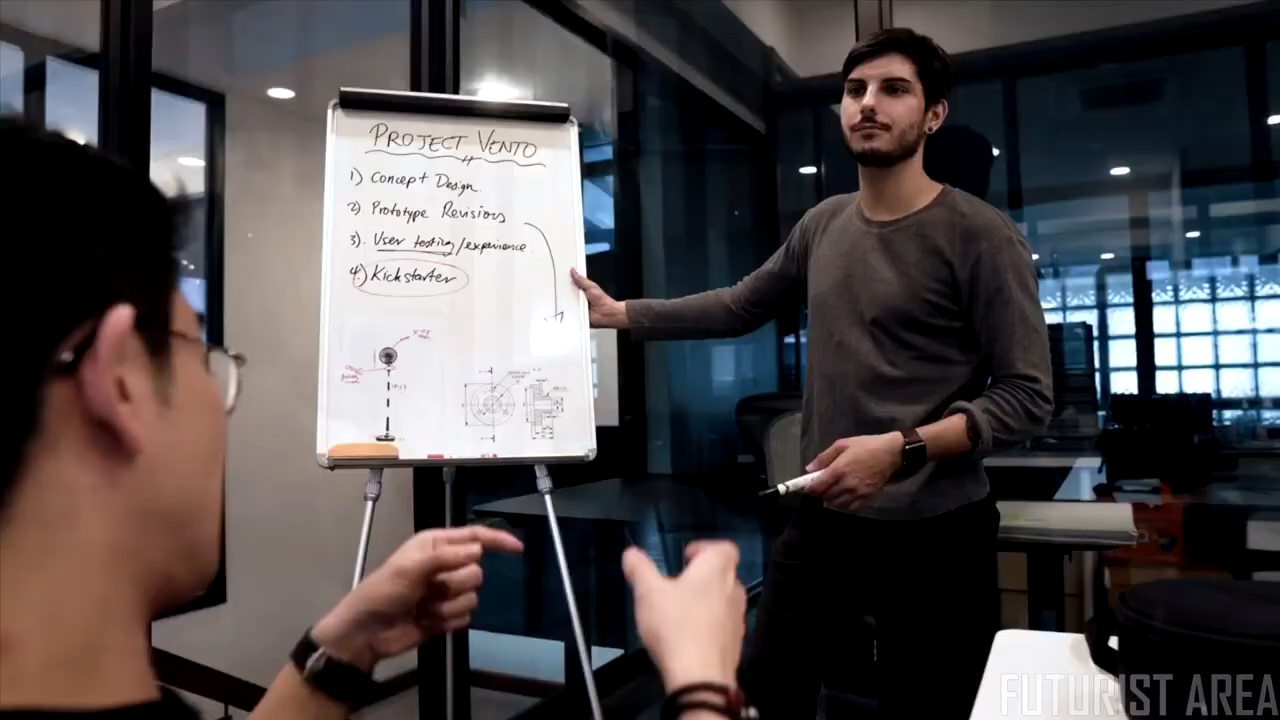 PROJECT VENTO
1) Concept Design.
2) Prototype Revisions
3). User testing/experience.
4.) Kickstarter
FUTURIST AREA